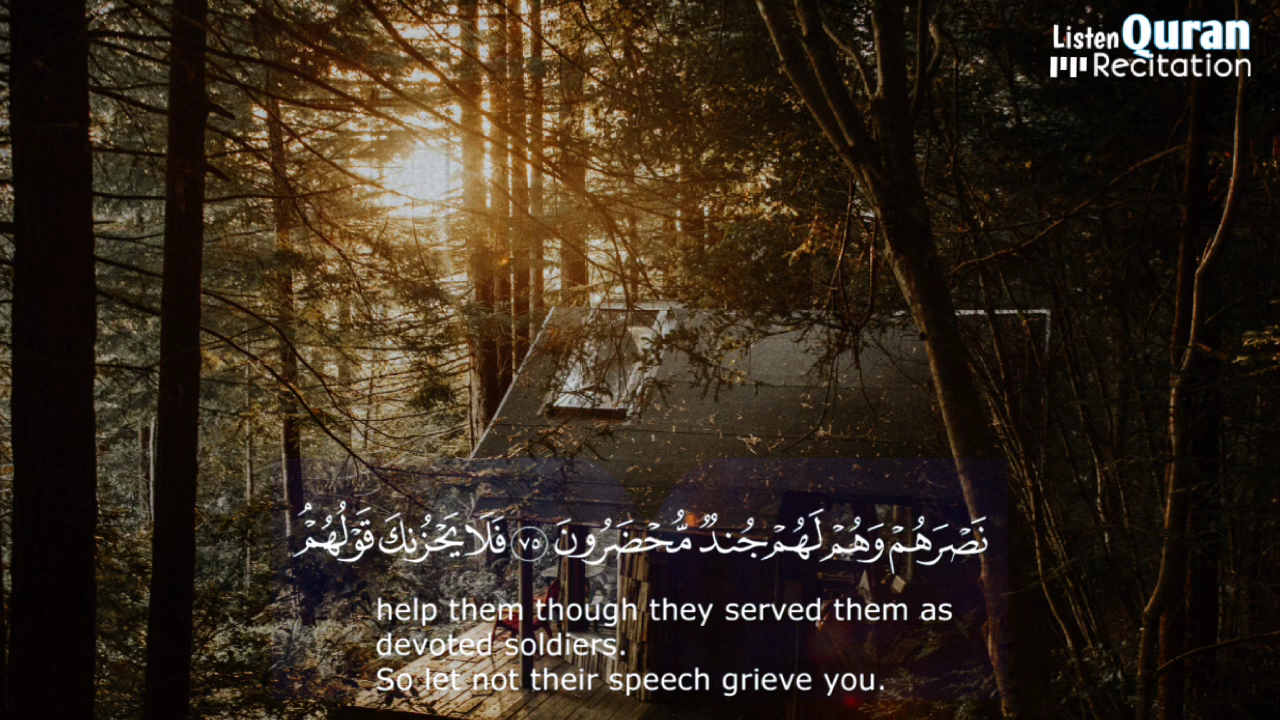 Listen Quran
Recitation
نَصْرَهُمْ وَهُمْ لَهُمْ جُندٌ مُّحْضَرُونَ ٧٥ فَلَا يَحْزُنكَ قَوْلُهُمْ
help them though they served them as
devoted soldiers.
So let not their speech grieve you.